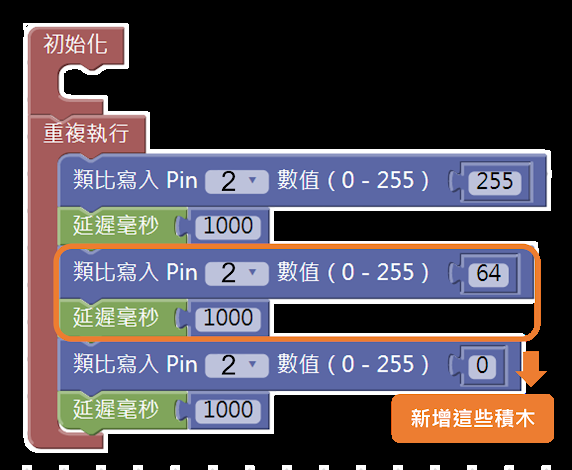 初始化
重複執行
類比寫入 Pin 2 數值 ( 0 - 255 ) 255
延遲毫秒 1000
類比寫入 Pin 2 數值 ( 0 - 255 ) 64
延遲毫秒 1000
類比寫入 Pin 2 數值 ( 0 - 255 ) 0
延遲毫秒 1000
新增這些積木